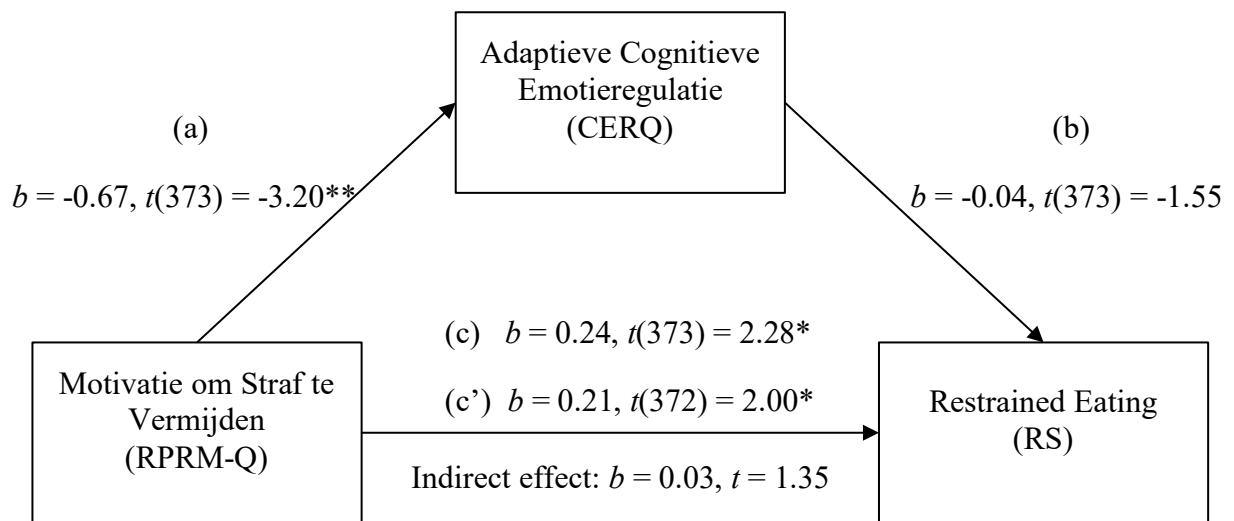 Adaptieve Cognitieve
Emotieregulatie
(CERQ)
(a)
(b)
b = -0.67, t(373) = -3.20**
b = -0.04, t(373) = -1.55
(c) b = 0.24, t(373) = 2.28*
(c’) b = 0.21, t(372) = 2.00*
Indirect effect: b = 0.03, t = 1.35
Motivatie om Straf te
Vermijden
(RPRM-Q)
Restrained Eating
(RS)